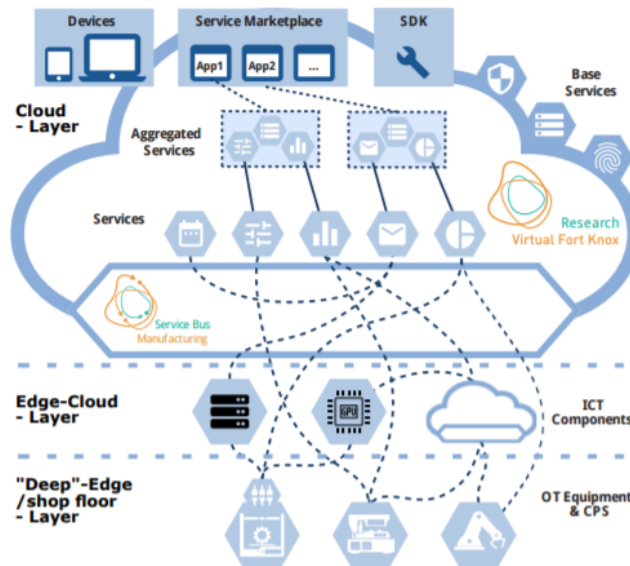 Devices
Service Marketplace
SDK
App1
App2
...
Base
Services
Cloud
- Layer
Aggregated
Services
Services
Research
Virtual Fort Knox
Service Bus
Manufacturing
Edge-Cloud
- Layer
GPU
ICT
Components
"Deep"-Edge
/shop floor
- Layer
OT Equipment
& CPS